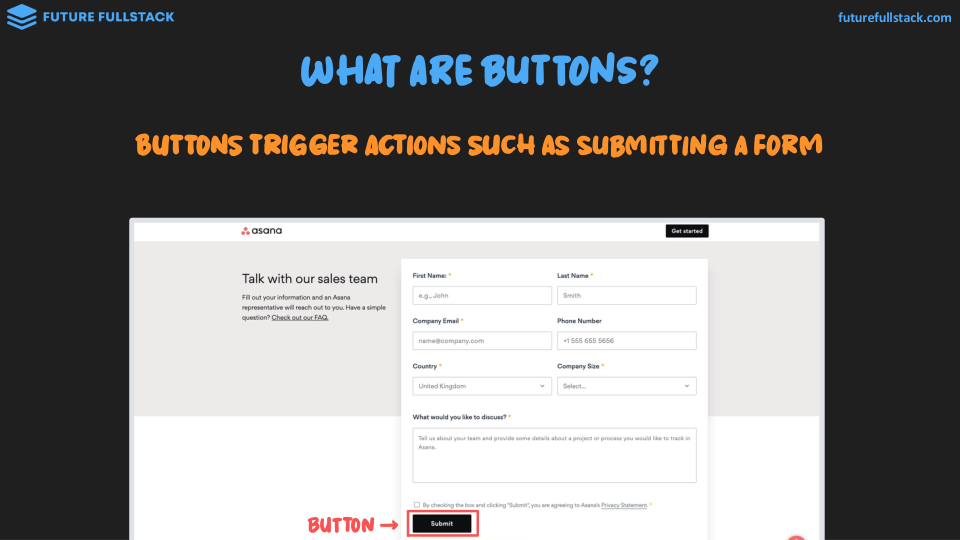 FUTURE FULLSTACK
futurefullstack.com
WHAT ARE BUTTONS?
BUTTONS TRIGGER ACTIONS SUCH AS SUBMITTING A FORM
asana
Get started
Talk with our sales team
Fill out your information and an Asana
representative will reach out to you. Have a simple
question? Check out our FAQ.
First Name: *
Last Name *
e.g., John
Smith
Company Email *
Phone Number
name@company.com
+1 555 655 5656
Country *
Company Size *
United Kingdom
Select...
What would you like to discuss? *
Tell us about your team and provide some details about a project or process you would like to track in
Asana.
By checking the box and clicking "Submit", you are agreeing to Asana's Privacy Statement. *
BUTTON →
Submit